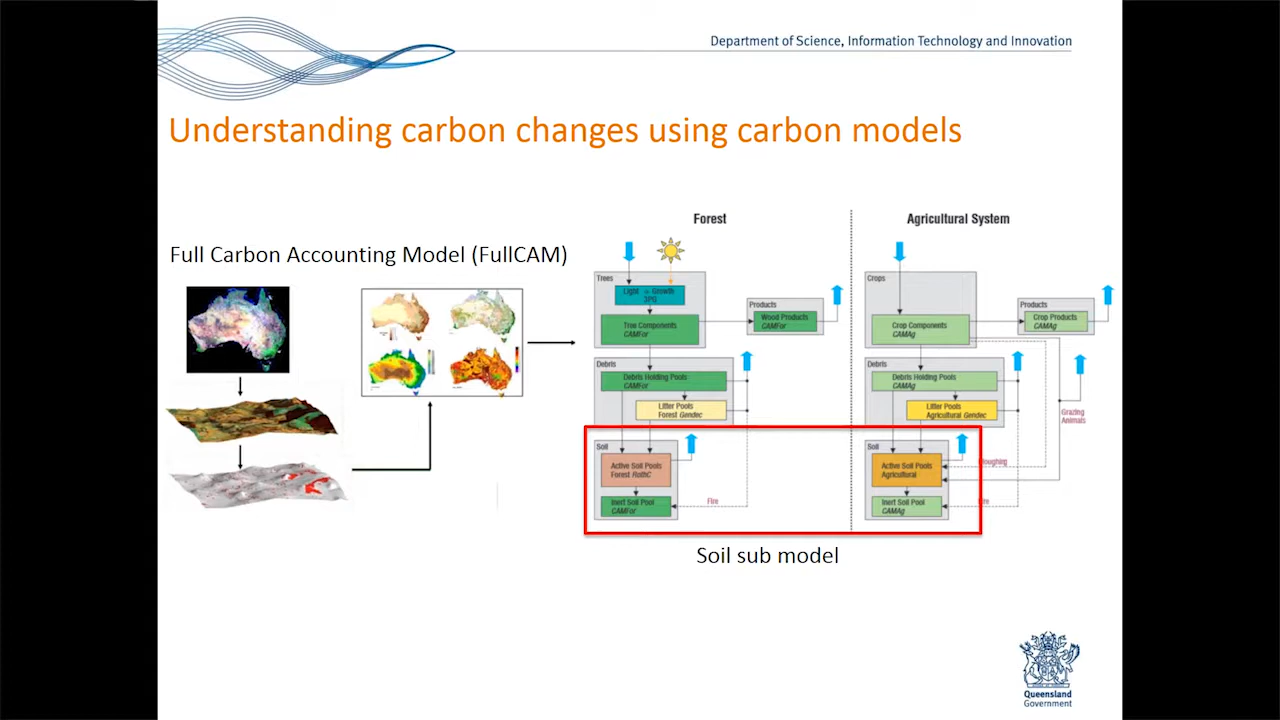 Department of Science, Information Technology and Innovation
Understanding carbon changes using carbon models
Full Carbon Accounting Model (FullCAM)
Forest
Agricultural System
Trees
Light
Growth
3PG
Tree Components
CAMFor
Products
Wood Products
CAMFor
Debris
Debris Holding Pools
CAMFor
Litter Pools
Forest Gendec
Soil
Active Soil Pools
Forest RothC
Inert Soil Pool
CAMFor
Fire
Crops
Crop Components
CAMAg
Products
Crop Products
CAMAg
Debris
Debris Holding Pools
CAMAg
Litter Pools
Agricultural Gendec
Grazing
Animals
Soil
Active Soil Pools
Agricultural
Inert Soil Pool
CAMAg
Soil sub model
Queensland
Government